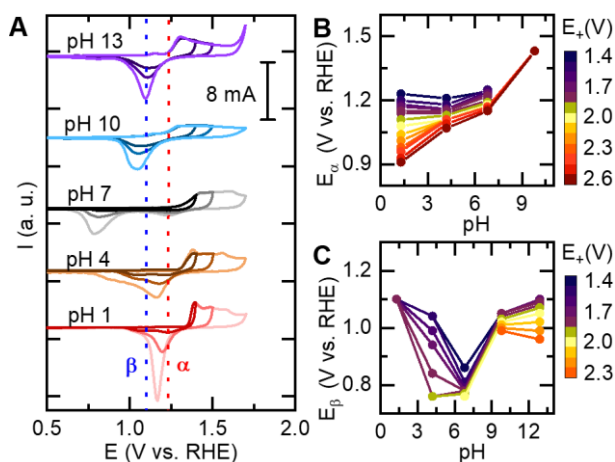 A
pH 13
8 mA
pH 10
pH 7
pH 4
pH 1
β
α
I (a. u.)
0.5 1.0 1.5 2.0
E (V vs. RHE)
B
E₊(V)
1.5
1.2
0.9
Eα (V vs. RHE)
0 3 6 9 12
pH
1.4
1.7
2.0
2.2
2.6
C
E₊(V)
1.2
1.0
0.8
Eβ (V vs. RHE)
0 3 6 9 12
pH
1.4
1.7
2.0
2.3